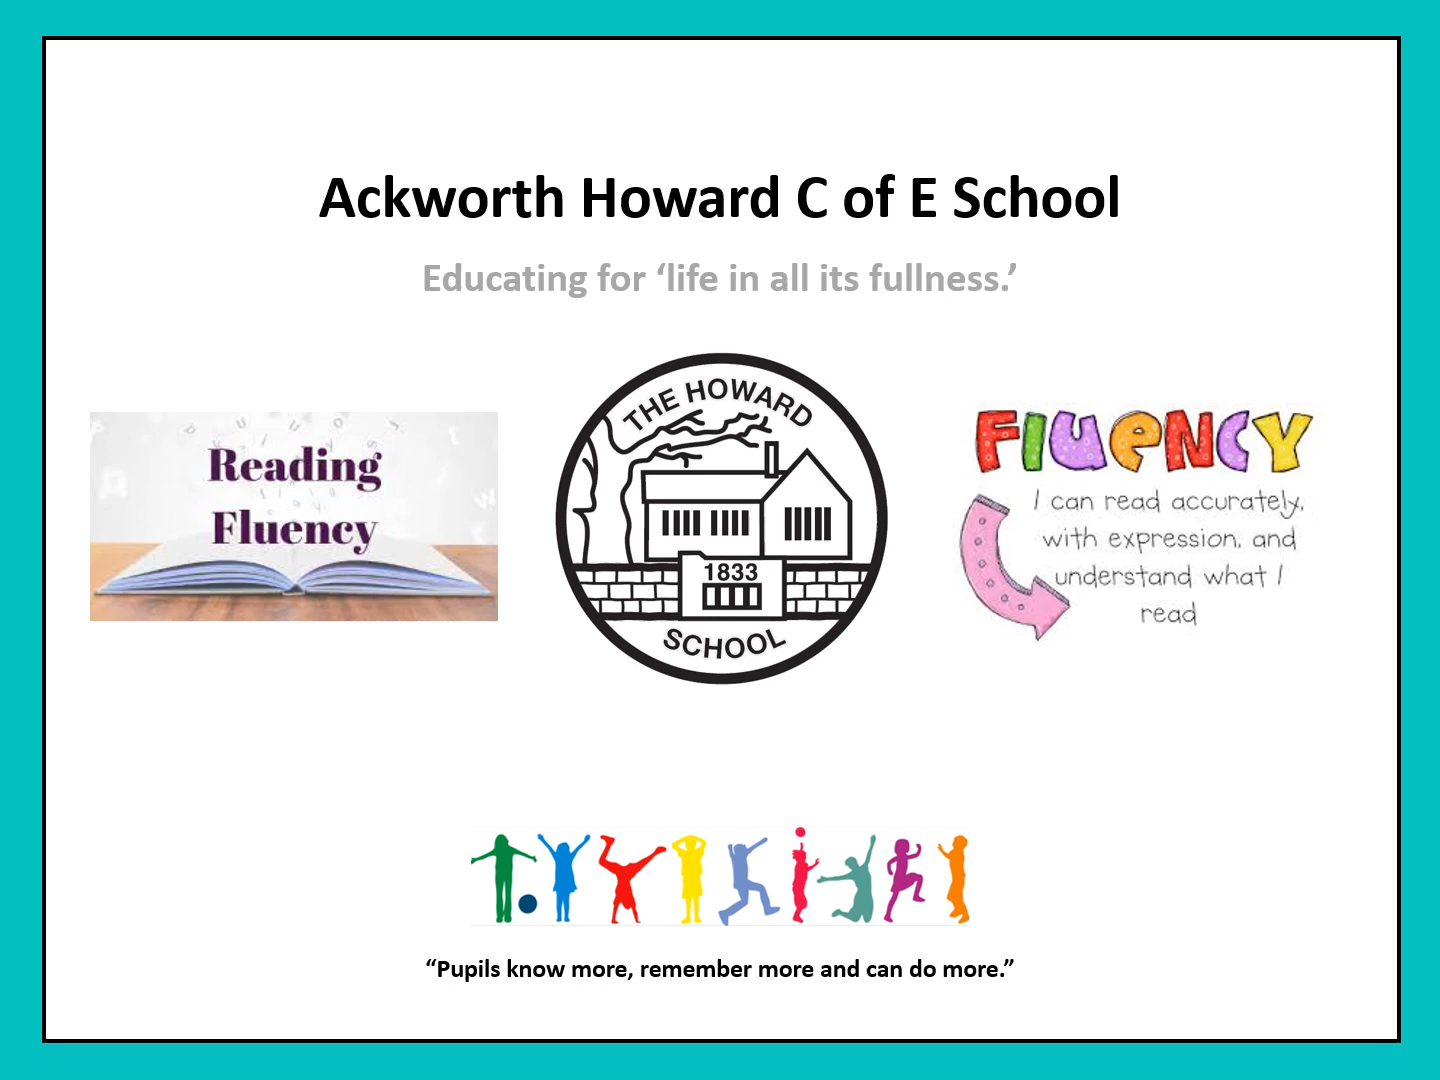 Ackworth Howard C of E School
Educating for ‘life in all its fullness.’
Reading
Fluency
THE HOWARD
1833
SCHOOL
FLUENCY
I can read accurately,
with expression, and
understand what I
read
“Pupils know more, remember more and can do more.”